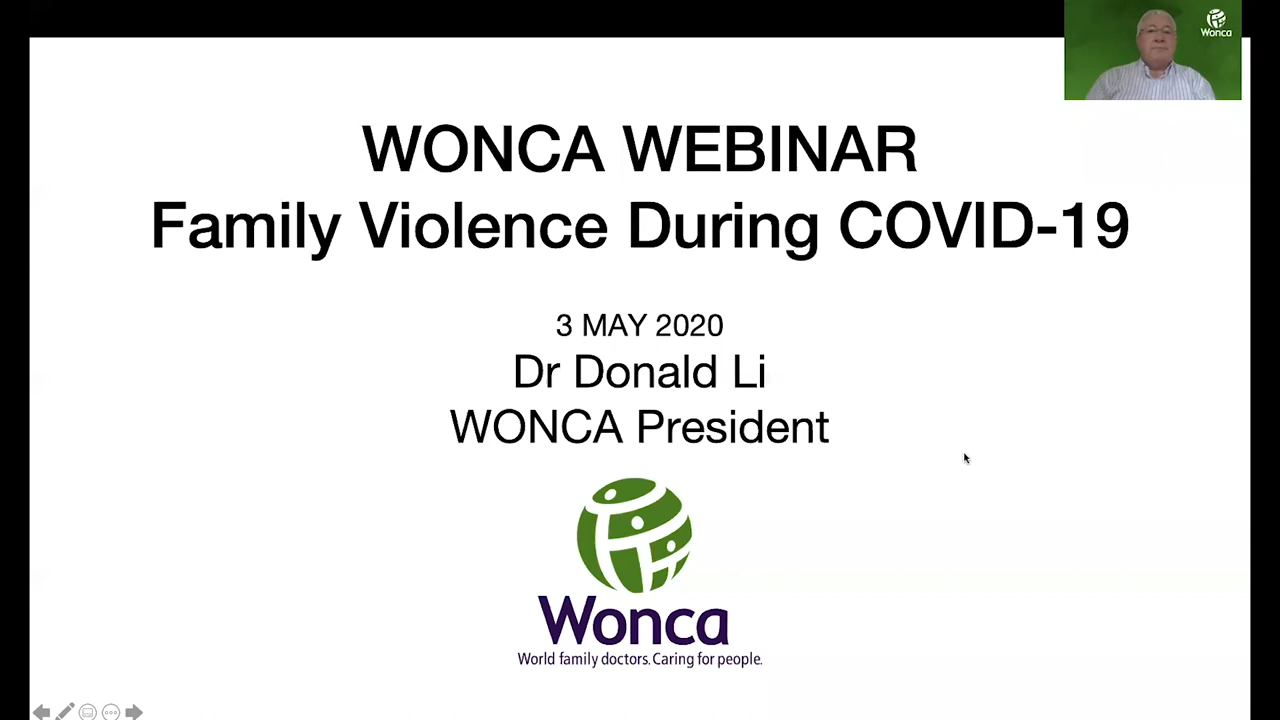 Wonca
WONCA WEBINAR
Family Violence During COVID-19
3 MAY 2020
Dr Donald Li
WONCA President
Wonca
World family doctors. Caring for people.